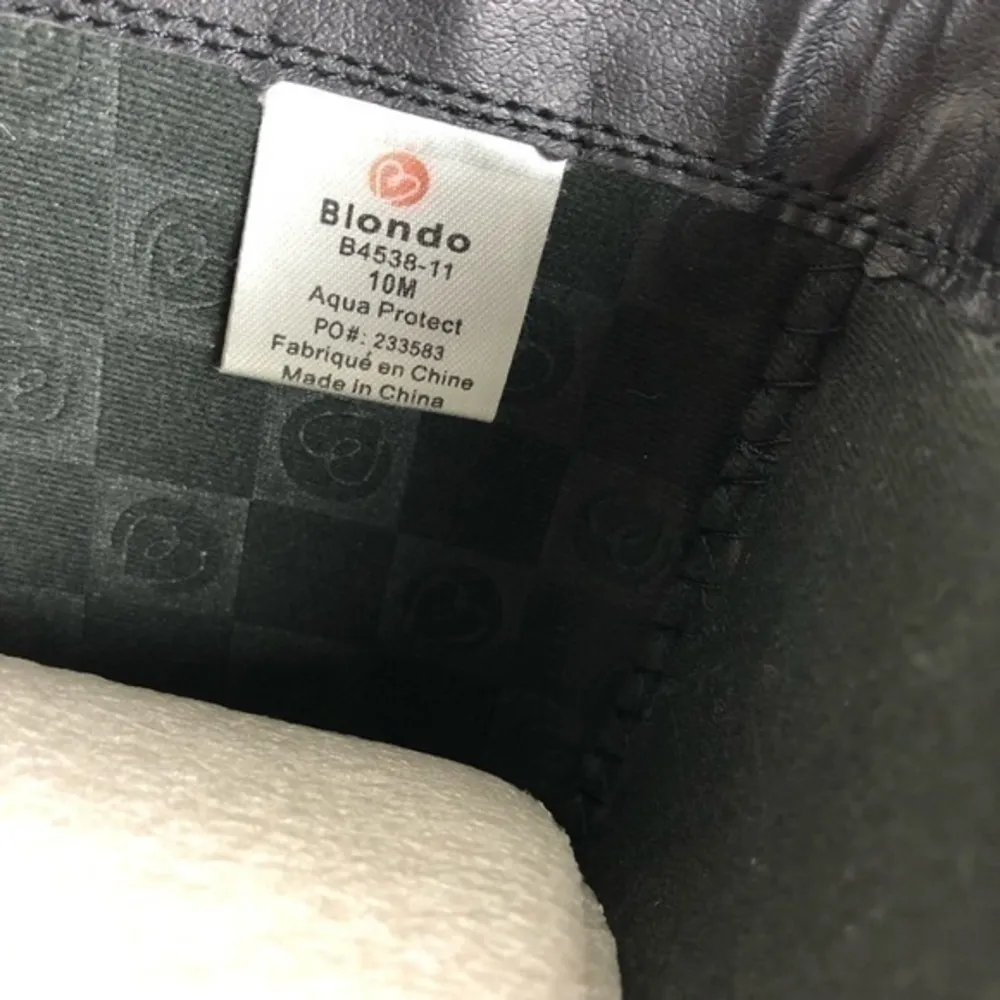 Blondo
B4538-11
10M
Aqua Protect
PO#: 233583
Fabriqué en Chine
Made in China